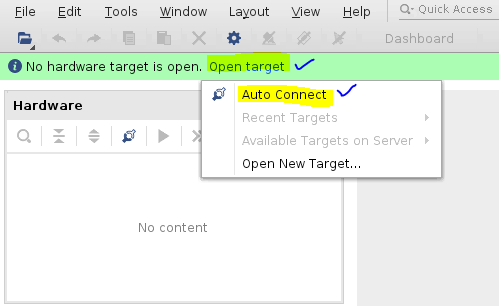 File Edit Tools Window Layout View Help Quick Access
Dashboard
No hardware target is open. Open target
Auto Connect
Hardware
Recent Targets
Available Targets on Server
Open New Target...
No content